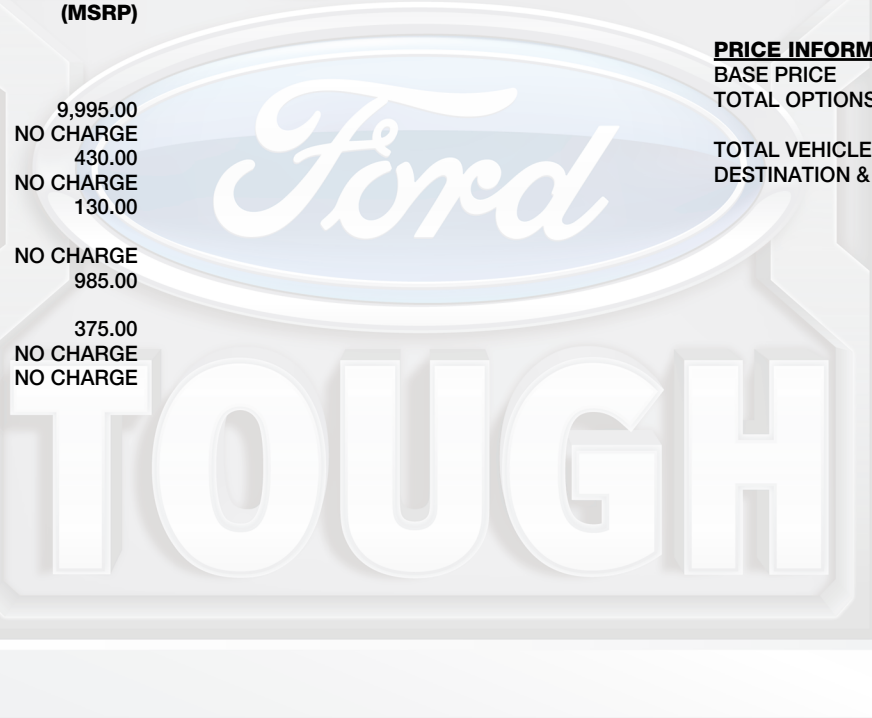 (MSRP)
9,995.00
NO CHARGE
430.00
NO CHARGE
130.00
NO CHARGE
985.00
375.00
NO CHARGE
NO CHARGE
PRICE INFORM
BASE PRICE
TOTAL OPTIONS
TOTAL VEHICLE
DESTINATION &
Ford
TOUGH